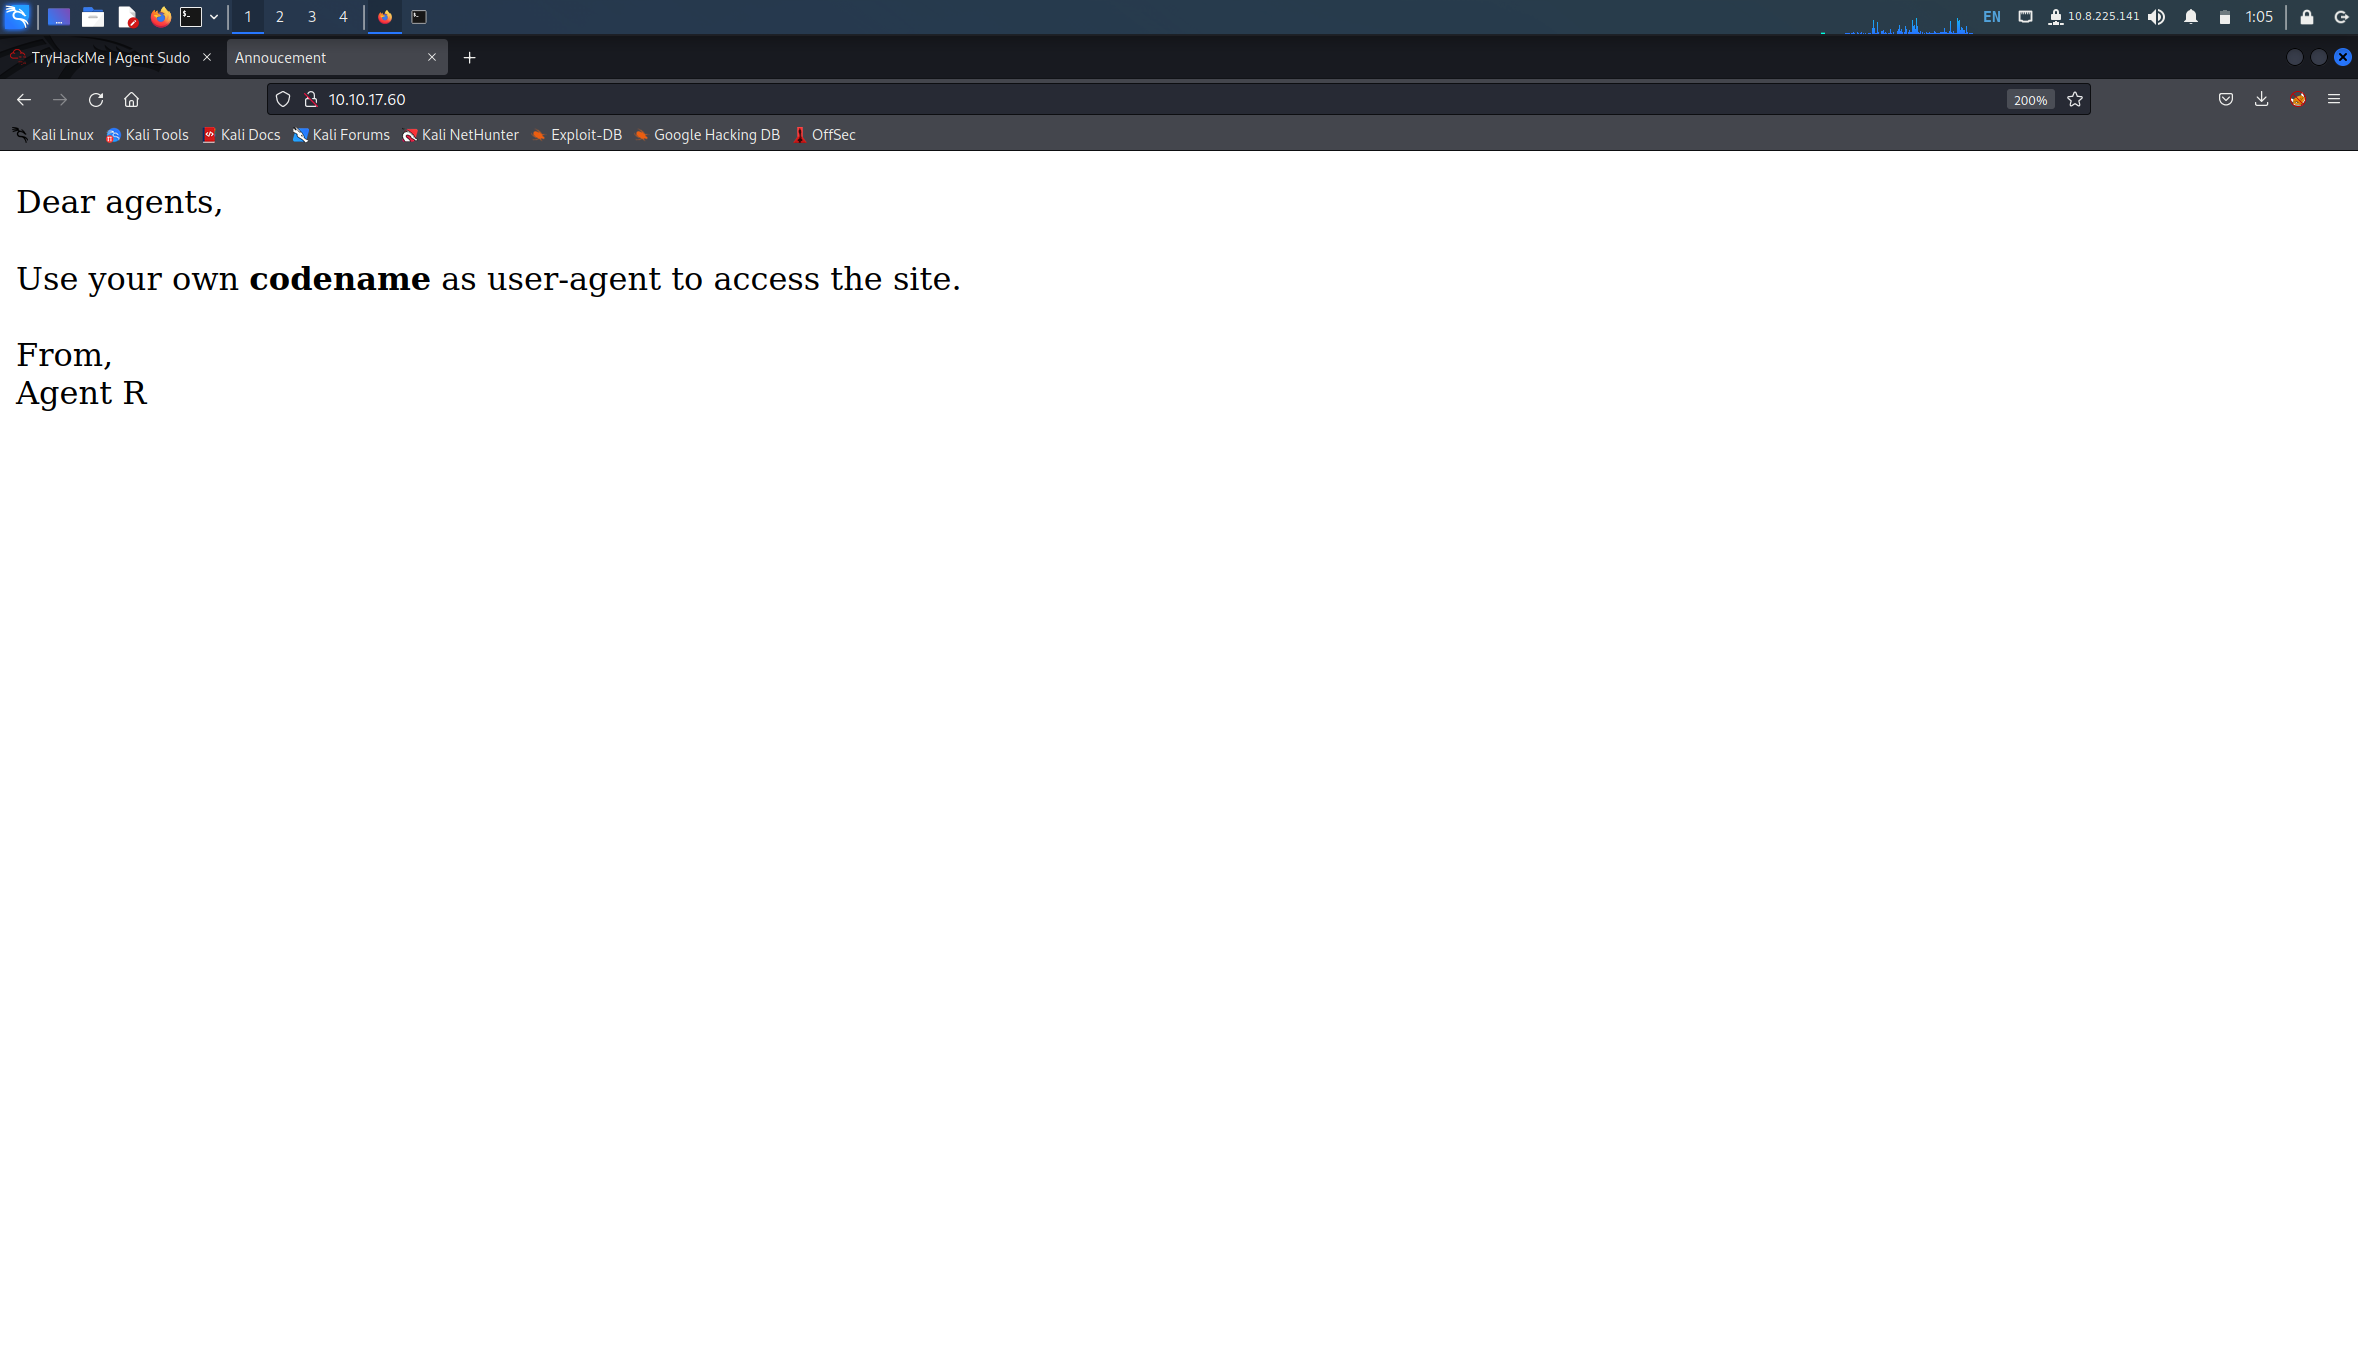 1 2 3 4 EN 10.8.225.141 1:05
TryHackMe | Agent Sudo Annoucement
10.10.17.60 200%
Kali Linux Kali Tools Kali Docs Kali Forums Kali NetHunter Exploit-DB Google Hacking DB OffSec
Dear agents,
Use your own codename as user-agent to access the site.
From,
Agent R